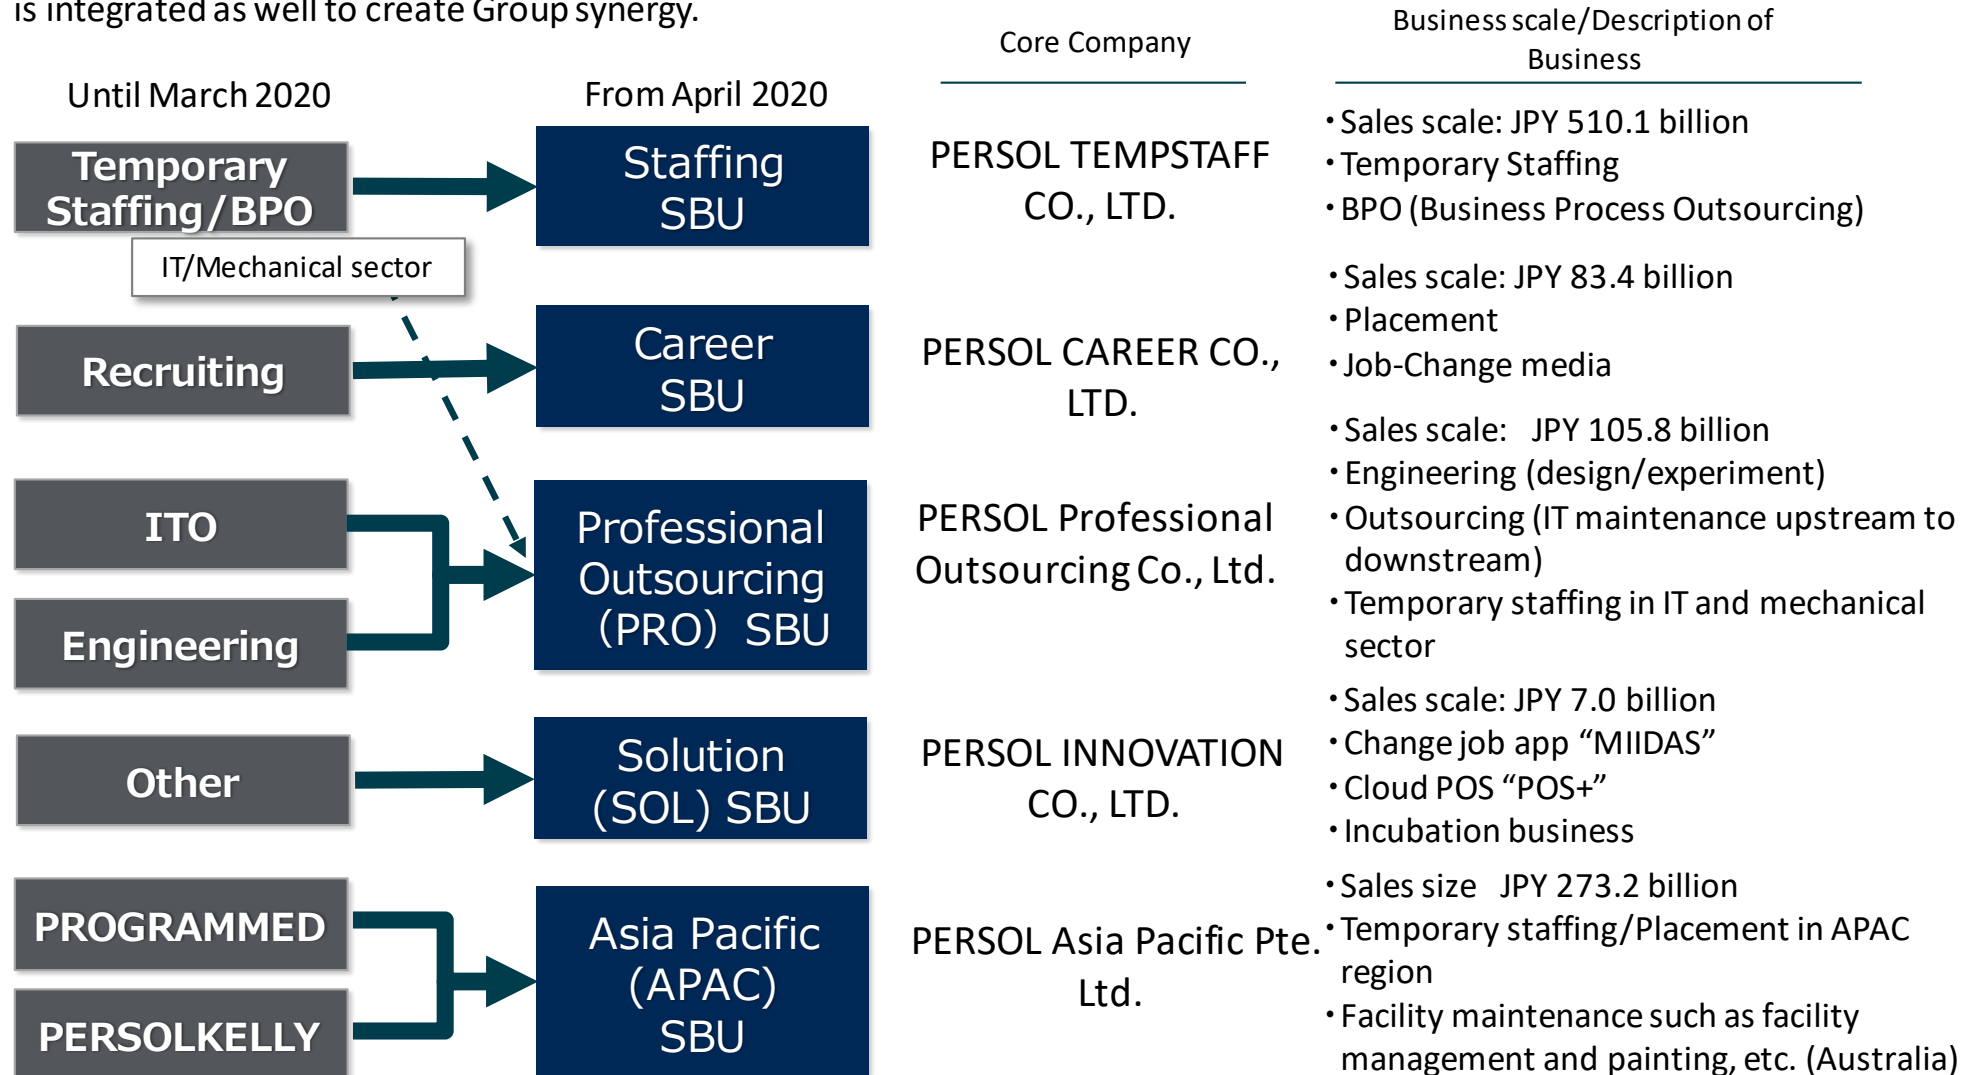 is integrated as well to create Group synergy.
Core Company
Business scale/Description of
Business
Until March 2020
From April 2020
Temporary
Staffing/BPO
Staffing
SBU
PERSOL TEMPSTAFF
CO., LTD.
・Sales scale: JPY 510.1 billion
・Temporary Staffing
・BPO (Business Process Outsourcing)
IT/Mechanical sector
Recruiting
Career
SBU
PERSOL CAREER CO.,
LTD.
・Sales scale: JPY 83.4 billion
・Placement
・Job-Change media
ITO
Engineering
Professional
Outsourcing
（PRO） SBU
PERSOL Professional
Outsourcing Co., Ltd.
・Sales scale: JPY 105.8 billion
・Engineering (design/experiment)
・Outsourcing (IT maintenance upstream to
downstream)
・Temporary staffing in IT and mechanical
sector
Other
Solution
(SOL) SBU
PERSOL INNOVATION
CO., LTD.
・Sales scale: JPY 7.0 billion
・Change job app “MIIDAS”
・Cloud POS “POS+”
・Incubation business
PROGRAMMED
PERSOLKELLY
Asia Pacific
(APAC)
SBU
PERSOL Asia Pacific Pte.
Ltd.
・Sales size JPY 273.2 billion
・Temporary staffing/Placement in APAC
region
・Facility maintenance such as facility
management and painting, etc. (Australia)